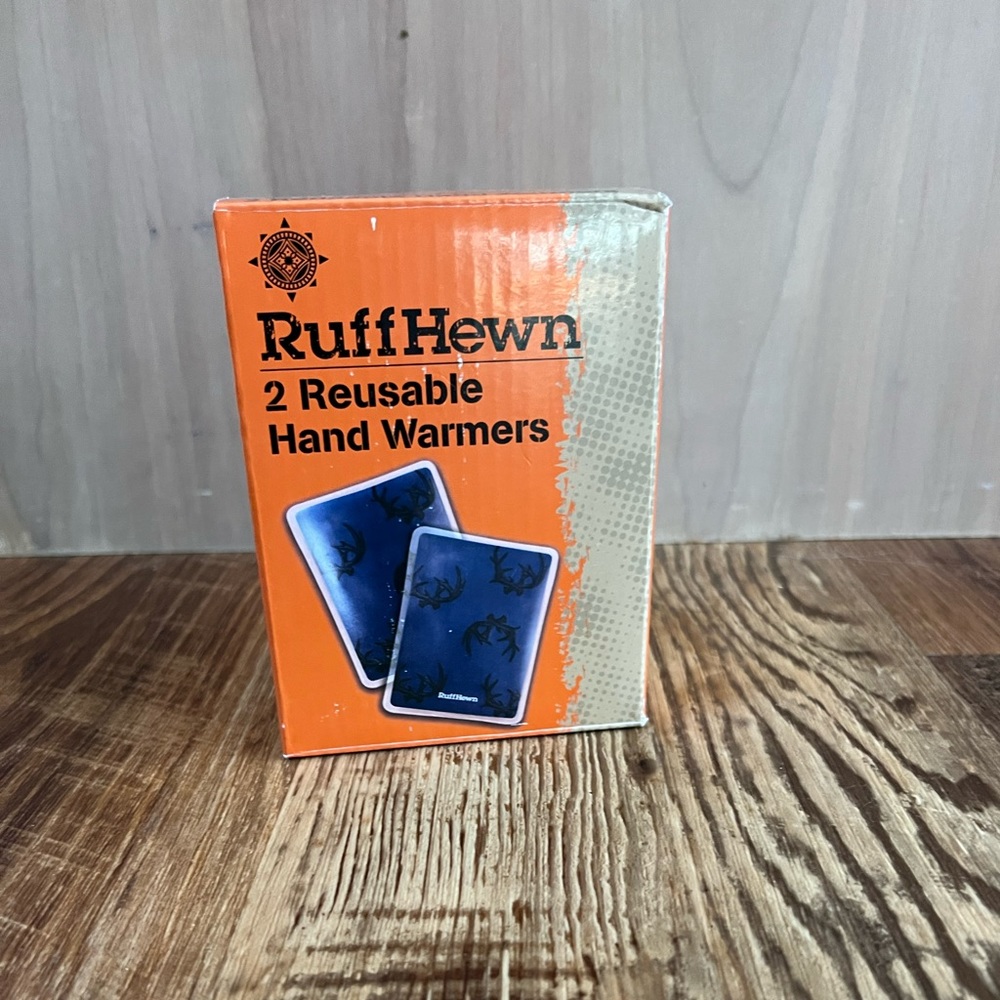 RuffHewn
2 Reusable
Hand Warmers
RuffHewn